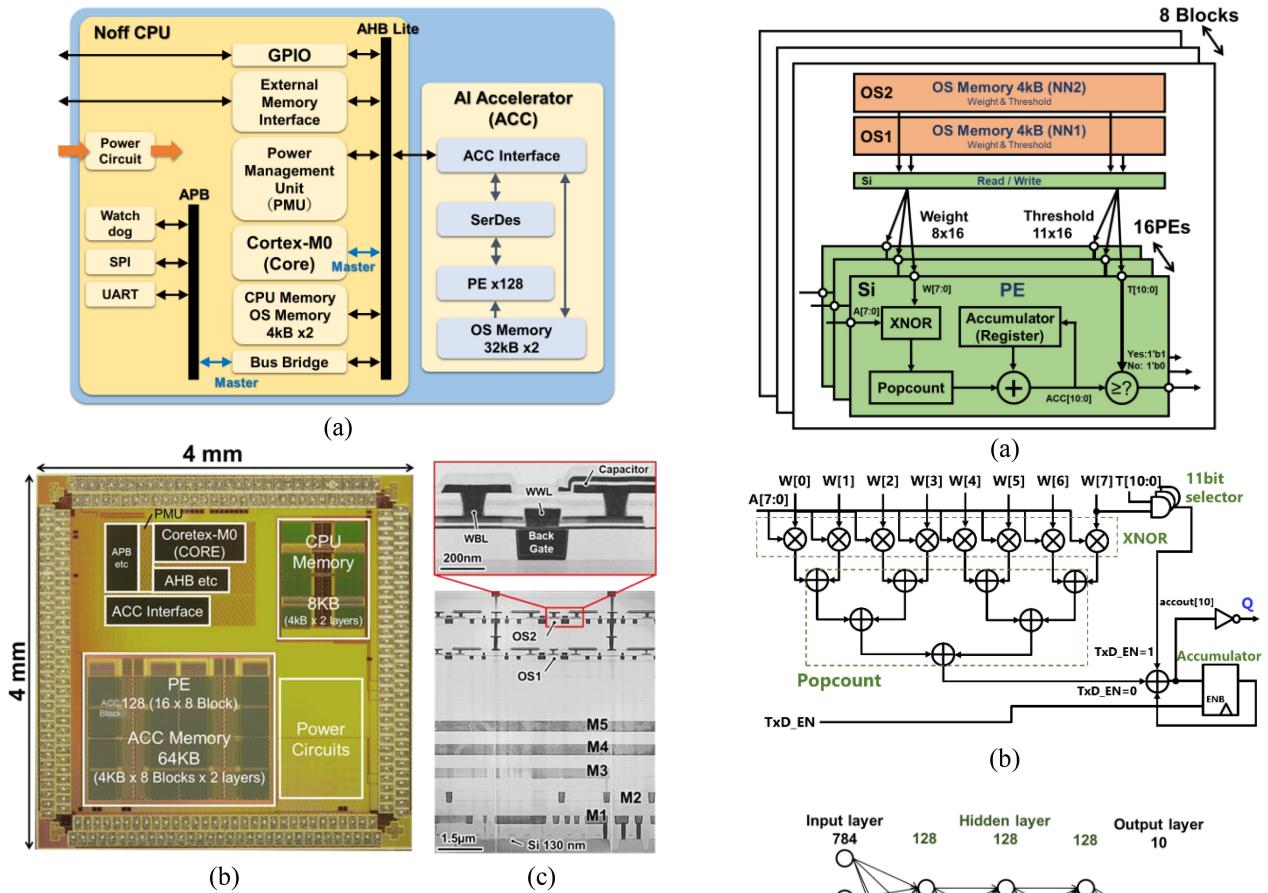 Noff CPU
AHB Lite
GPIO
External
Memory
Interface
Power
Circuit
Power
Management
Unit
(PMU)
APB
Watch
dog
SPI
UART
Cortex-M0
(Core)
Master
CPU Memory
OS Memory
4kB x2
Bus Bridge
Master
AI Accelerator
(ACC)
ACC Interface
SerDes
PE x128
OS Memory
32kB x2
(a)
4 mm
4 mm
PMU
APB
etc
Coretex-M0
(CORE)
AHB etc
ACC Interface
CPU
Memory
8KB
(4kB x 2 layers)
PE
ACC
Block
128 (16 x 8 Block)
ACC Memory
64KB
(4KB x 8 Blocks x 2 layers)
Power
Circuits
(b)
Capacitor
WWL
WBL
Back
Gate
200nm
OS2
OS1
M5
M4
M3
M2
M1
1.5μm
Si 130 nm
(c)
8 Blocks
OS2
OS Memory 4kB (NN2)
Weight & Threshold
OS1
OS Memory 4kB (NN1)
Weight & Threshold
Si
Read / Write
Weight
8x16
Threshold
11x16
16PEs
Si
PE
W[7:0]
T[10:0]
A[7:0]
XNOR
Accumulator
(Register)
Popcount
+
ACC[10:0]
≥?
Yes:1'b1
No: 1'b0
(a)
W[0] W[1] W[2] W[3] W[4] W[5] W[6] W[7] T[10:0]
A[7:0]
11bit
selector
XNOR
accout[10]
Q
TxD_EN=1
Accumulator
Popcount
TxD_EN=0
ENB
TxD_EN
(b)
Input layer
784
Hidden layer
128 128 128
Output layer
10